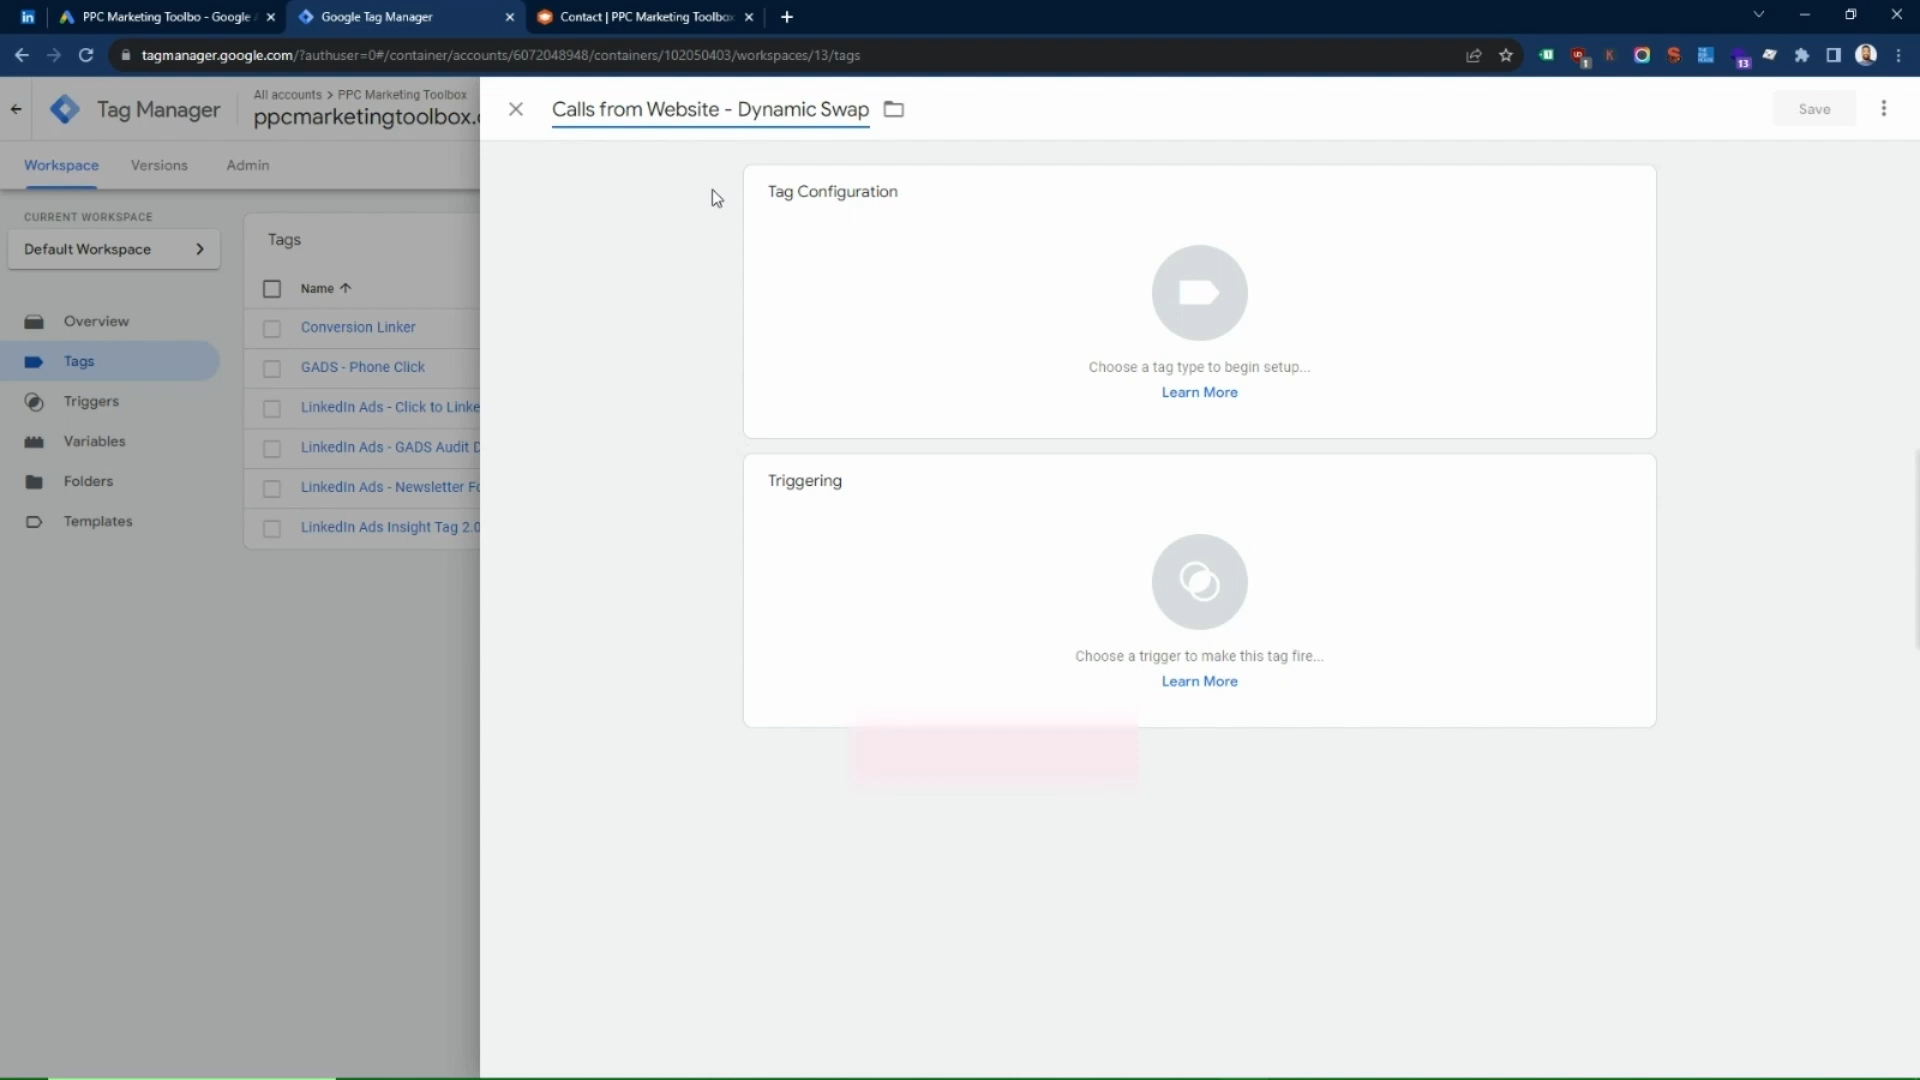 PPC Marketing Toolbo - Google
Google Tag Manager
Contact | PPC Marketing Toolbox
tagmanager.google.com/?authuser=0#/container/accounts/6072048948/containers/102050403/workspaces/13/tags
1
13
Tag Manager
All accounts > PPC Marketing Toolbox
ppcmarketingtoolbox.
Calls from Website - Dynamic Swap
Save
Workspace
Versions
Admin
CURRENT WORKSPACE
Default Workspace
Overview
Tags
Triggers
Variables
Folders
Templates
Tags
Name
Conversion Linker
GADS - Phone Click
LinkedIn Ads - Click to Linke
LinkedIn Ads - GADS Audit D
LinkedIn Ads - Newsletter Fo
LinkedIn Ads Insight Tag 2.0
Tag Configuration
Choose a tag type to begin setup...
Learn More
Triggering
Choose a trigger to make this tag fire...
Learn More